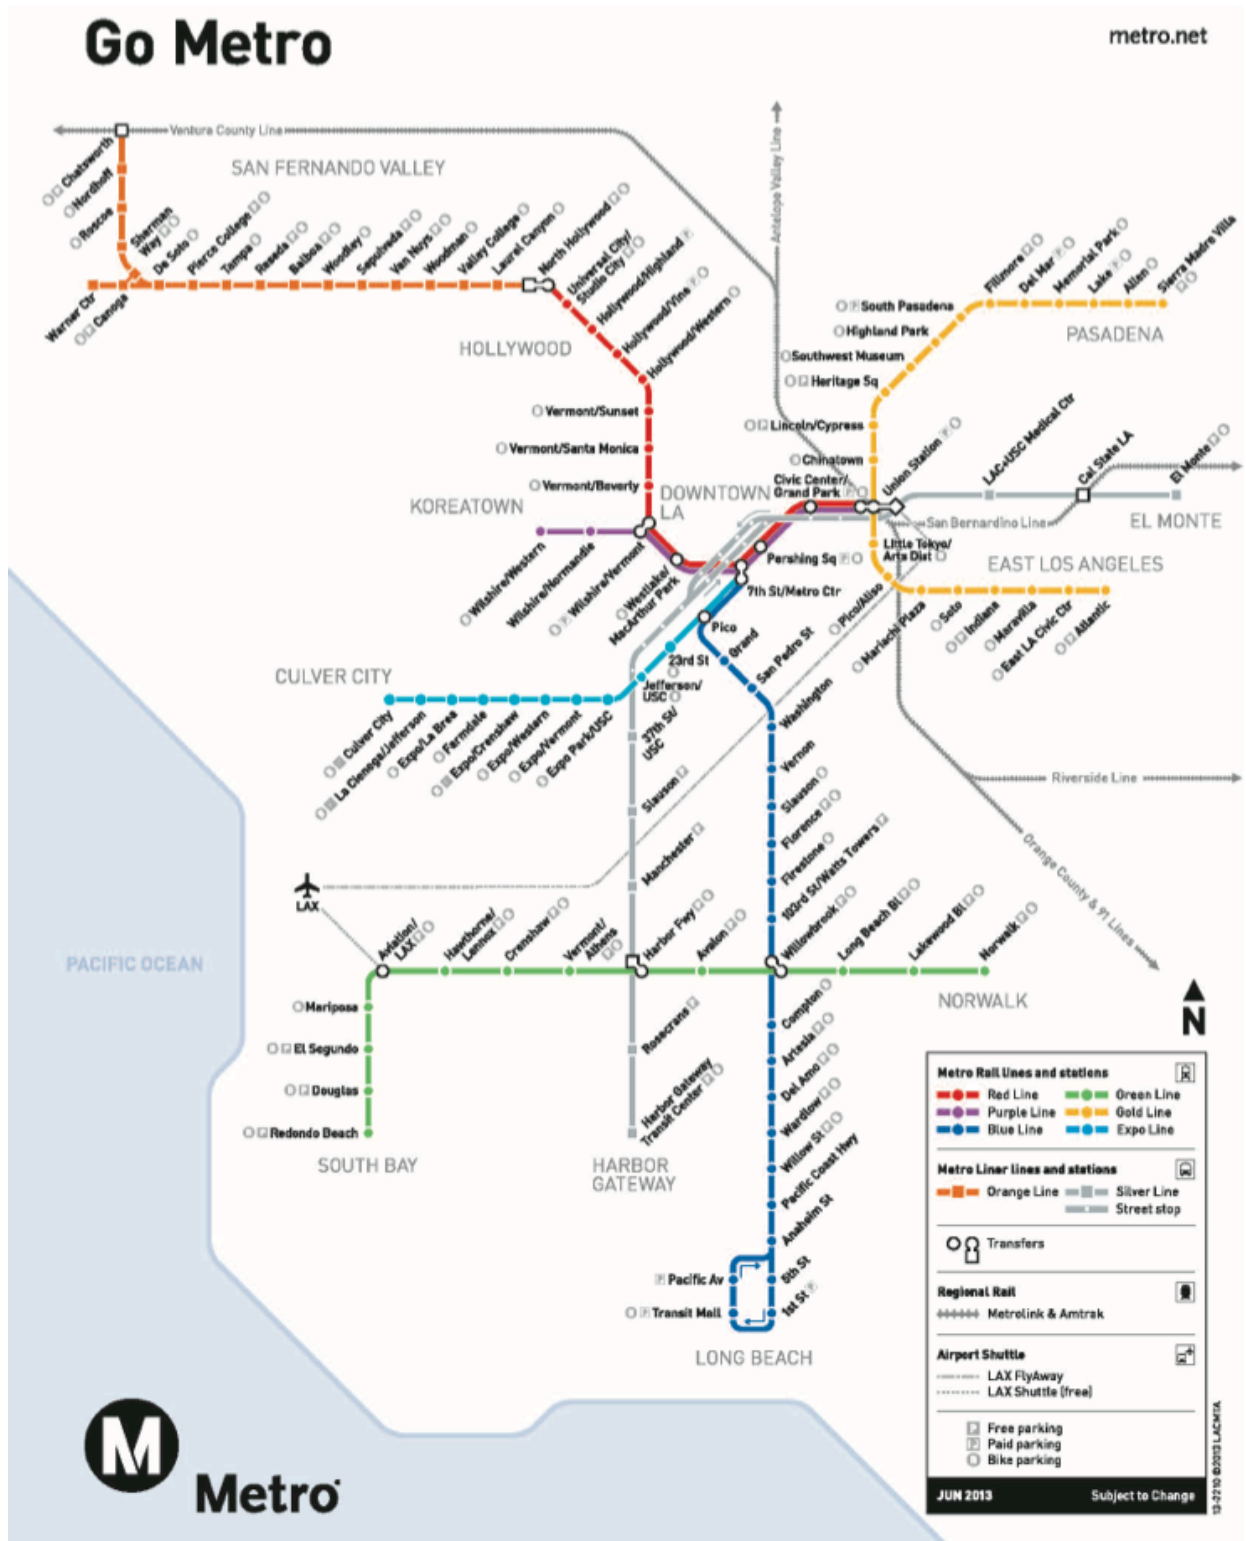 Go Metro
metro.net
Ventura County Line
Antelope Valley Line
SAN FERNANDO VALLEY
Chatsworth
Nordhoff
Roscoe
Sherman
Way
Warner Ctr
Canoga
De Soto
Pierce College
Tampa
Reseda
Balboa
Woodley
Sepulveda
Van Nuys
Woodman
Valley College
Laurel Canyon
North Hollywood
Universal City/
Studio City
Hollywood/Highland
Hollywood/Vine
Hollywood/Western
HOLLYWOOD
Vermont/Sunset
Vermont/Santa Monica
Vermont/Beverly
KOREATOWN
Wilshire/Western
Wilshire/Normandie
Wilshire/Vermont
Westlake/
MacArthur Park
DOWNTOWN
LA
Civic Center/
Grand Park
Pershing Sq
7th St/Metro Ctr
Union Station
Fillmore
Del Mar
Memorial Park
Lake
Allen
Sierra Madre Villa
South Pasadena
Highland Park
Southwest Museum
Heritage Sq
Lincoln/Cypress
Chinatown
PASADENA
LAC+USC Medical Ctr
Cal State LA
El Monte
San Bernardino Line
EL MONTE
Little Tokyo/
Arts Dist
EAST LOS ANGELES
Pico/Aliso
Mariachi Plaza
Soto
Indiana
Maravilla
East LA Civic Ctr
Atlantic
Pico
Grand
San Pedro St
23rd St
Jefferson/
USC
CULVER CITY
Culver City
La Cienega/Jefferson
Expo/La Brea
Farmdale
Expo/Crenshaw
Expo/Western
Expo/Vermont
Expo Park/USC
37th St/
USC
Slauson
Manchester
Washington
Vernon
Slauson
Florence
Firestone
103rd St/Watts Towers
Willowbrook
Riverside Line
Orange County & 91 Lines
LAX
Aviation/
LAX
Hawthorne/
Lennox
Crenshaw
Vermont/
Athens
Harbor Fwy
Avalon
Long Beach Bl
Lakewood Bl
Norwalk
PACIFIC OCEAN
NORWALK
Mariposa
El Segundo
Douglas
Redondo Beach
SOUTH BAY
Rosecrans
Harbor Gateway
Transit Center
HARBOR
GATEWAY
Compton
Artesia
Del Amo
Wardlow
Willow St
Pacific Coast Hwy
Anaheim St
5th St
1st St
Pacific Av
Transit Mall
LONG BEACH
N
Metro Rail lines and stations
Red Line
Green Line
Purple Line
Gold Line
Blue Line
Expo Line
Metro Liner lines and stations
Orange Line
Silver Line
Street stop
Transfers
Regional Rail
Metrolink & Amtrak
Airport Shuttle
LAX FlyAway
LAX Shuttle (free)
P Free parking
P Paid parking
Bike parking
JUN 2013
Subject to Change
13-2210 ©2013 LACMTA
M
Metro